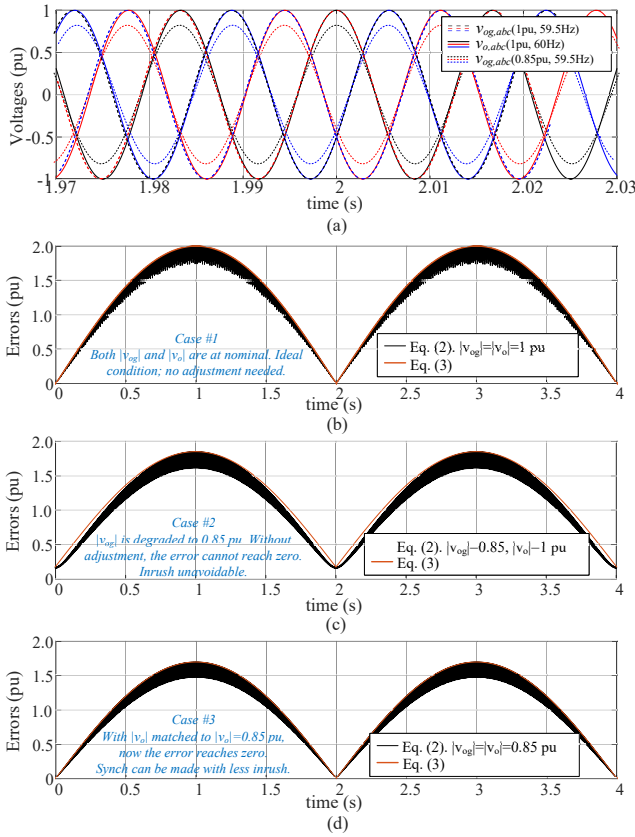 1
0.5
0
-0.5
-1
Voltages (pu)
v_og,abc(1pu, 59.5Hz)
v_o,abc(1pu, 60Hz)
v_og,abc(0.85pu, 59.5Hz)
1.97 1.98 1.99 2 2.01 2.02 2.03
time (s)
(a)
2.0
1.5
1.0
0.5
0
Errors (pu)
Case #1
Both |v_og| and |v_o| are at nominal. Ideal
condition; no adjustment needed.
Eq. (2). |v_og|=|v_o|=1 pu
Eq. (3)
0 0.5 1 1.5 2.0 2.5 3.0 3.5 4
time (s)
(b)
2.0
1.5
1.0
0.5
0
Errors (pu)
Case #2
|v_og| is degraded to 0.85 pu. Without
adjustment, the error cannot reach zero.
Inrush unavoidable.
Eq. (2). |v_og|−0.85, |v_o|−1 pu
Eq. (3)
0 0.5 1 1.5 2.0 2.5 3.0 3.5 4
time (s)
(c)
2.0
1.5
1.0
0.5
0
Errors (pu)
Case #3
With |v_o| matched to |v_o|=0.85 pu,
now the error reaches zero.
Synch can be made with less inrush.
Eq. (2). |v_og|=|v_o|=0.85 pu
Eq. (3)
0 0.5 1 1.5 2.0 2.5 3.0 3.5 4
time (s)
(d)